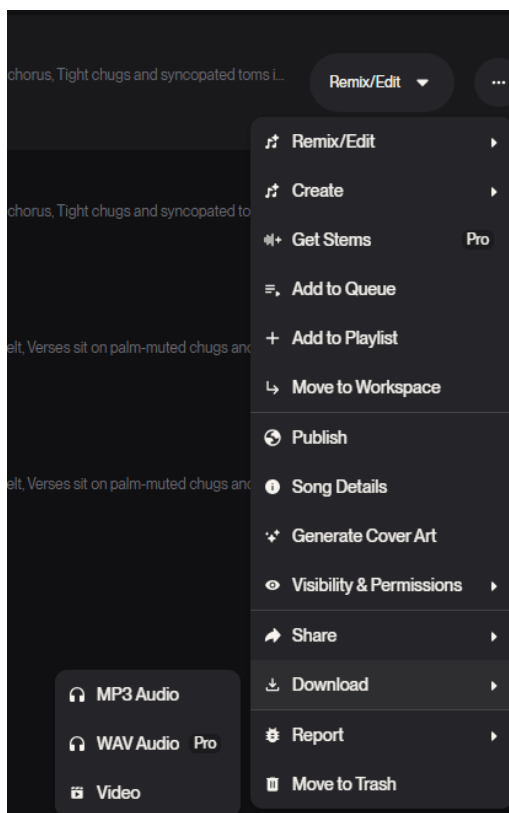 chorus, Tight chugs and syncopated toms i...
Remix/Edit
...
Remix/Edit
Create
chorus, Tight chugs and syncopated to
Get Stems Pro
Add to Queue
Add to Playlist
elt, Verses sit on palm-muted chugs and
Move to Workspace
Publish
Song Details
elt, Verses sit on palm-muted chugs and
Generate Cover Art
Visibility & Permissions
Share
Download
MP3 Audio
WAV Audio Pro
Video
Report
Move to Trash